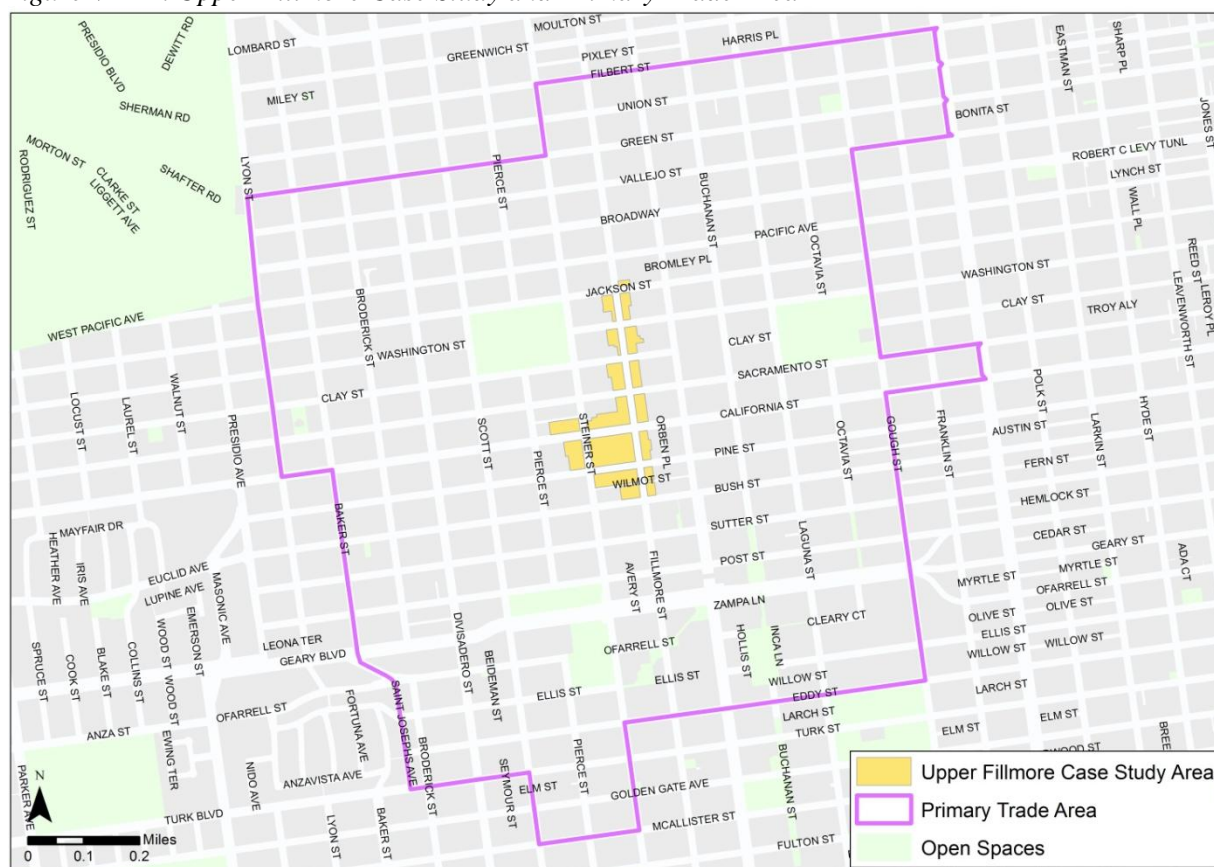 MOULTON ST
LOMBARD ST
GREENWICH ST
PIXLEY ST
HARRIS PL
FILBERT ST
EASTMAN ST
SHARP PL
PRESIDIO BLVD
DEWITT RD
SHERMAN RD
MILEY ST
UNION ST
BONITA ST
JONES ST
MORTON ST
CLARKE ST
LIGGETT AVE
SHAFTER RD
RODRIGUEZ ST
LYON ST
PIERCE ST
GREEN ST
VALLEJO ST
BUCHANAN ST
ROBERT C LEVY TUNL
LYNCH ST
WALL PL
BROADWAY
PACIFIC AVE
OCTAVIA ST
BROMLEY PL
JACKSON ST
WASHINGTON ST
REED ST
LEROY PL
LEAVENWORTH ST
CLAY ST
TROY ALY
WEST PACIFIC AVE
BRODERICK ST
WASHINGTON ST
CLAY ST
SACRAMENTO ST
CALIFORNIA ST
LOCUST ST
LAUREL ST
WALNUT ST
PRESIDIO AVE
CLAY ST
SCOTT ST
PIERCE ST
STEINER ST
ORBEN PL
PINE ST
OCTAVIA ST
GOUGH ST
FRANKLIN ST
POLK ST
AUSTIN ST
LARKIN ST
HYDE ST
FERN ST
WILMOT ST
BUSH ST
HEMLOCK ST
MAYFAIR DR
HEATHER AVE
IRIS AVE
BAKER ST
SUTTER ST
CEDAR ST
GEARY ST
POST ST
LAGUNA ST
EUCLID AVE
LUPINE AVE
MASONIC AVE
EMERSON ST
WOOD ST
AVERY ST
FILLMORE ST
ZAMPA LN
MYRTLE ST
MYRTLE ST
OFARRELL ST
OLIVE ST
OLIVE ST
ADA CT
CLEARY CT
ELLIS ST
WILLOW ST
WILLOW ST
SPRUCE ST
COOK ST
BLAKE ST
COLLINS ST
WOOD ST
LEONA TER
GEARY BLVD
DIVISADERO ST
BEIDEMAN ST
OFARRELL ST
HOLLIS ST
INCA LN
ELLIS ST
ELLIS ST
WILLOW ST
EDDY ST
LARCH ST
LARCH ST
TURK ST
ELM ST
ELM ST
ANZA ST
OFARRELL ST
EWING TER
FORTUNA AVE
SAINT JOSEPHS AVE
PARKER AVE
NIDO AVE
ANZAVISTA AVE
BRODERICK ST
SEYMOUR ST
PIERCE ST
ELM ST
GOLDEN GATE AVE
BUCHANAN ST
TURK BLVD
LYON ST
BAKER ST
MCALLISTER ST
FULTON ST
N
Miles
0 0.1 0.2
Upper Fillmore Case Study Area
Primary Trade Area
Open Spaces